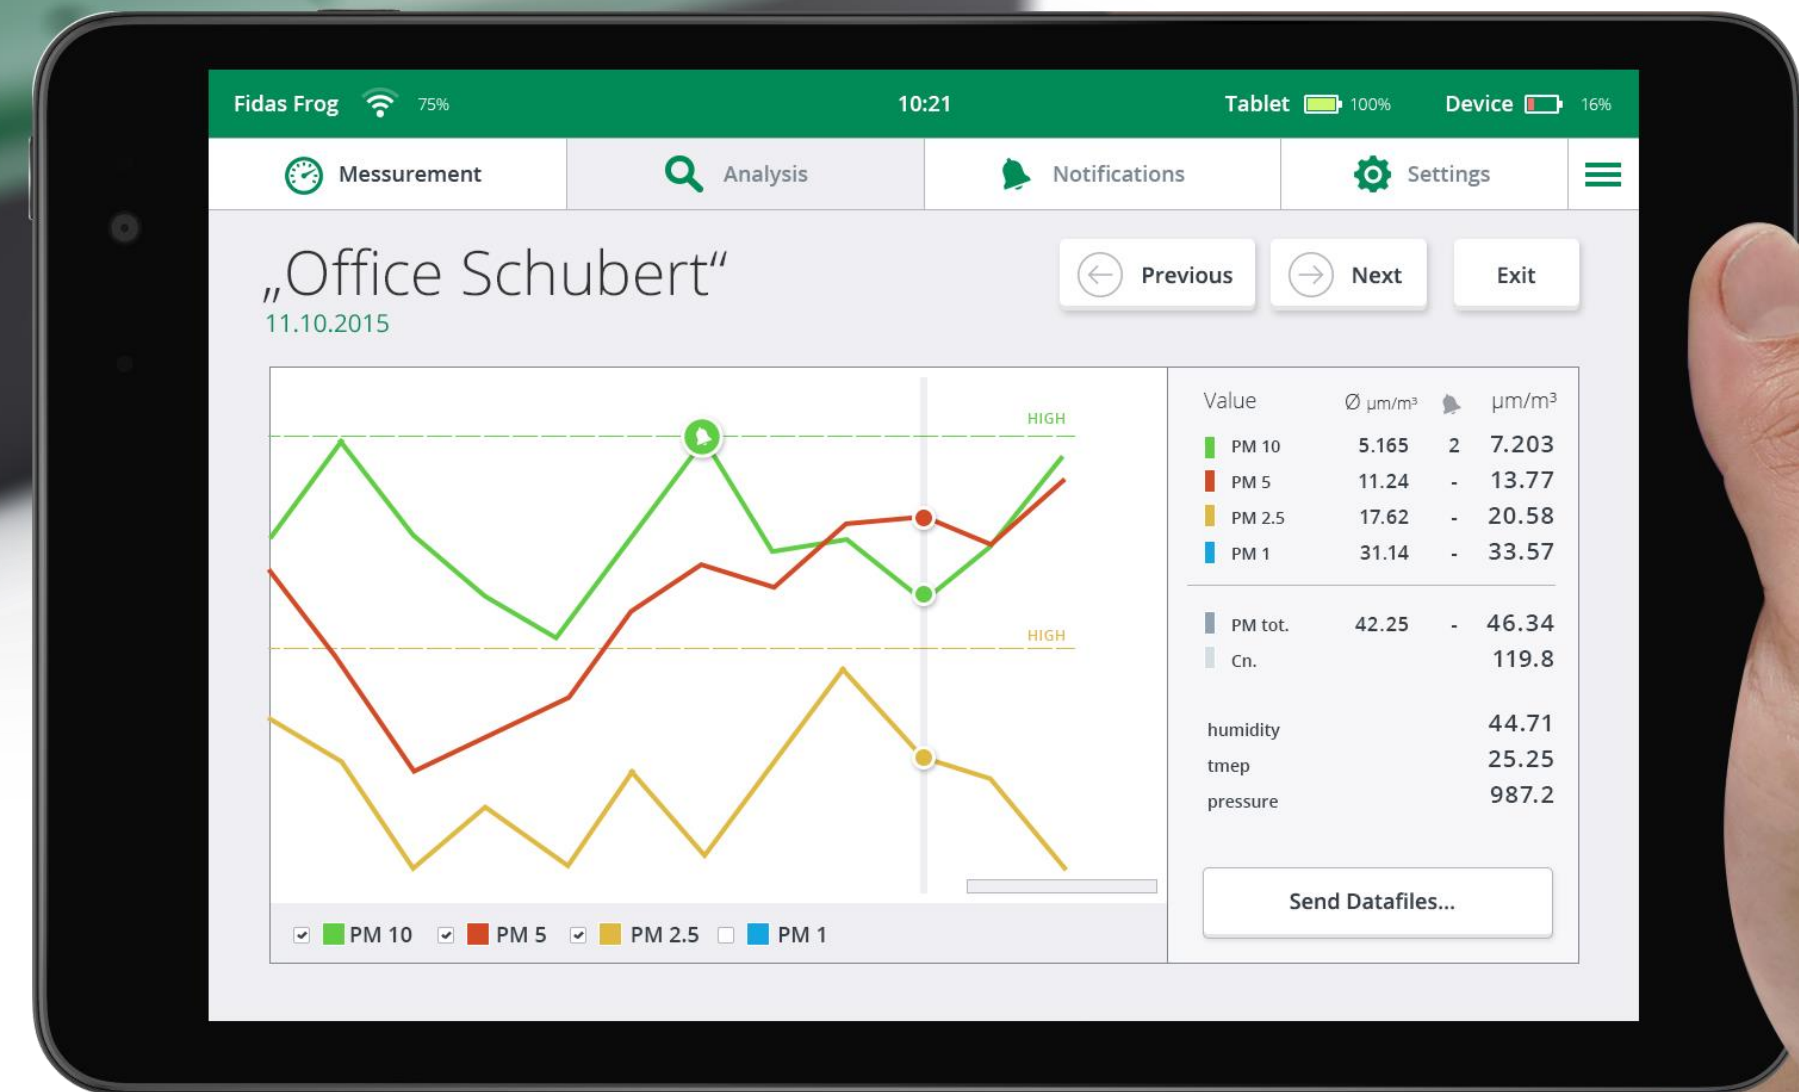 Fidas Frog 75% 10:21 Tablet 100% Device 16%
Messurement Analysis Notifications Settings
„Office Schubert“
11.10.2015
Previous Next Exit
HIGH
HIGH
PM 10 PM 5 PM 2.5 PM 1
Value Ø µm/m³ µm/m³
PM 10 5.165 2 7.203
PM 5 11.24 - 13.77
PM 2.5 17.62 - 20.58
PM 1 31.14 - 33.57
PM tot. 42.25 - 46.34
Cn. 119.8
humidity 44.71
tmep 25.25
pressure 987.2
Send Datafiles...